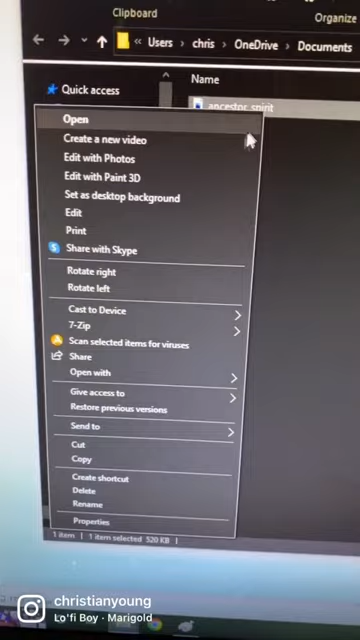 Clipboard
Organize
« Users › chris › OneDrive › Documents
Name
Quick access
ancestor_spirit
Open
Create a new video
Edit with Photos
Edit with Paint 3D
Set as desktop background
Edit
Print
Share with Skype
Rotate right
Rotate left
Cast to Device
7-Zip
Scan selected items for viruses
Share
Open with
Give access to
Restore previous versions
Send to
Cut
Copy
Create shortcut
Delete
Rename
Properties
1 item | 1 item selected 520 KB |
christianyoung
Lo'fi Boy · Marigold